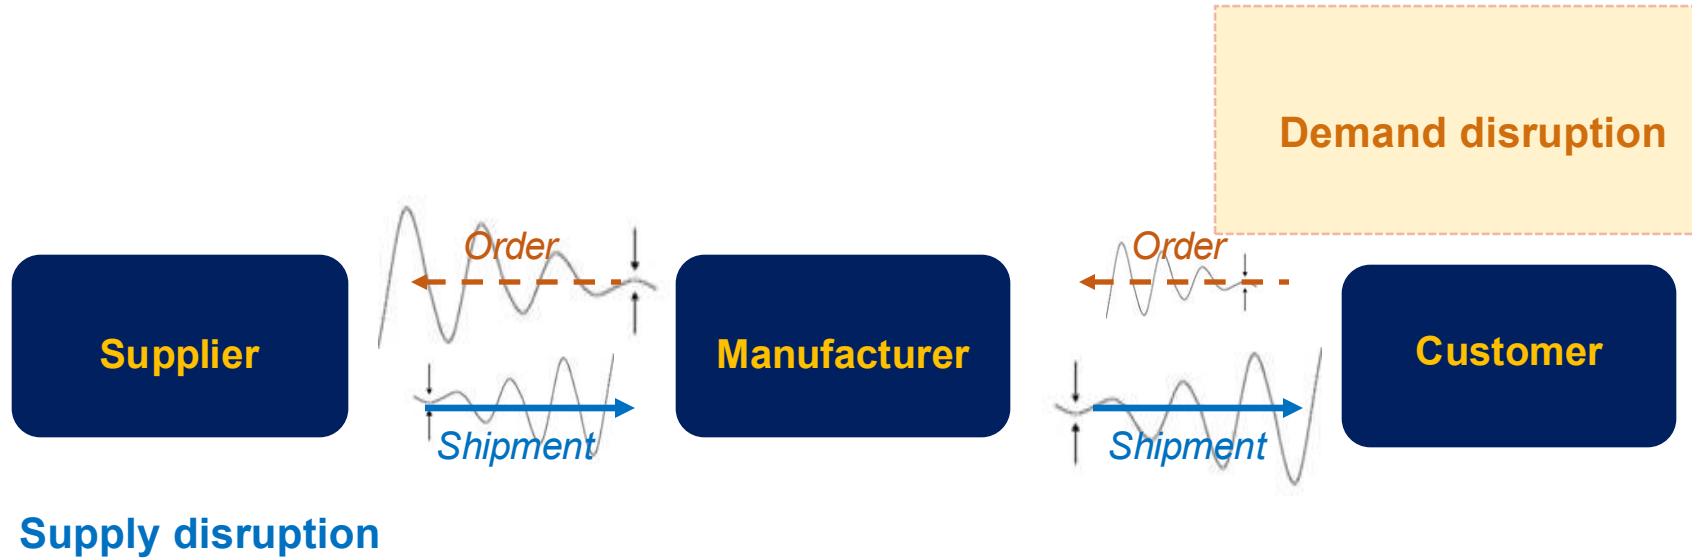 Demand disruption
Order
Order
Supplier
Manufacturer
Customer
Shipment
Shipment
Supply disruption